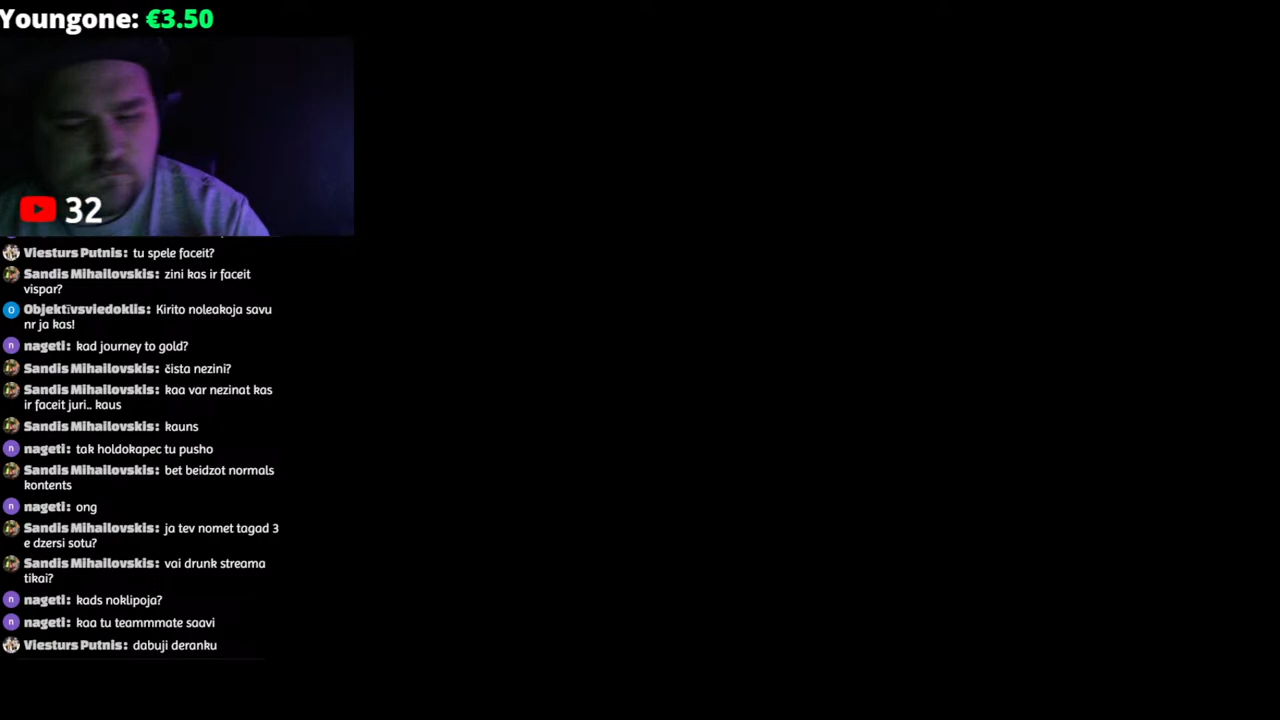 Youngone: €3.50
32
Viesturs Putnis: tu spele faceit?
Sandis Mihailovskis: zini kas ir faceit
vispar?
O Objektivsviedoklis: Kirito noleakoja savu
nr ja kas!
n nageti: kad journey to gold?
Sandis Mihailovskis: čista nezini?
Sandis Mihailovskis: kaa var nezinat kas
ir faceit juri.. kaus
Sandis Mihailovskis: kauns
n nageti: tak holdokapec tu pusho
Sandis Mihailovskis: bet beidzot normals
kontents
n nageti: ong
Sandis Mihailovskis: ja tev nomet tagad 3
e dzersi sotu?
Sandis Mihailovskis: vai drunk streama
tikai?
n nageti: kads noklipoja?
n nageti: kaa tu teammmate saavi
Viesturs Putnis: dabuji deranku